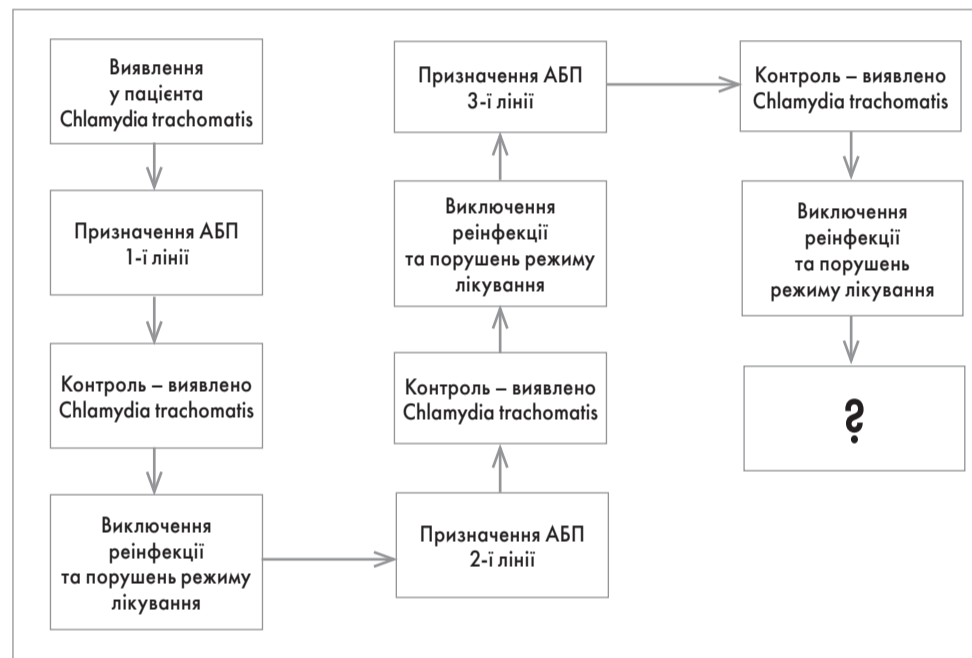 Виявлення
у пацієнта
Chlamydia trachomatis
Призначення АБП
1-ї лінії
Контроль – виявлено
Chlamydia trachomatis
Виключення
реінфекції
та порушень режиму
лікування
Призначення АБП
2-ї лінії
Контроль – виявлено
Chlamydia trachomatis
Виключення
реінфекції
та порушень режиму
лікування
Призначення АБП
3-ї лінії
Контроль – виявлено
Chlamydia trachomatis
Виключення
реінфекції
та порушень
режиму лікування
?